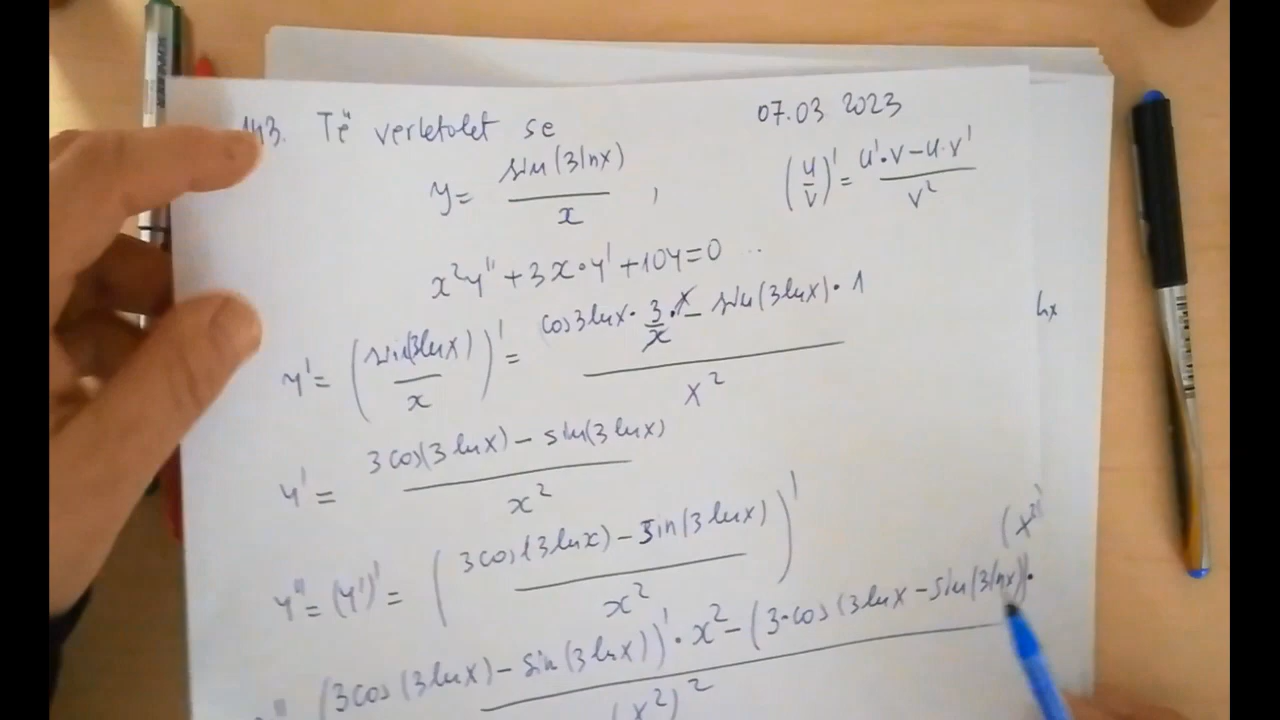 143. Të vërtetohet se 07.03 2023
y = sin(3lnx)/x , (u/v)' = (u'·v – u·v')/v²
x²y'' + 3x·y' + 10y = 0
y' = (sin(3lnx)/x)' = (cos3lnx · 3/x · x – sin(3lnx)·1)/x²
lnx
y' = (3cos(3lnx) – sin(3lnx))/x²
y'' = (y')' = ((3cos(3lnx) – sin(3lnx))/x²)'
(x²)'
y'' = ((3cos(3lnx) – sin(3lnx))'·x² – (3·cos(3lnx – sin(3lnx))·)/(x²)²